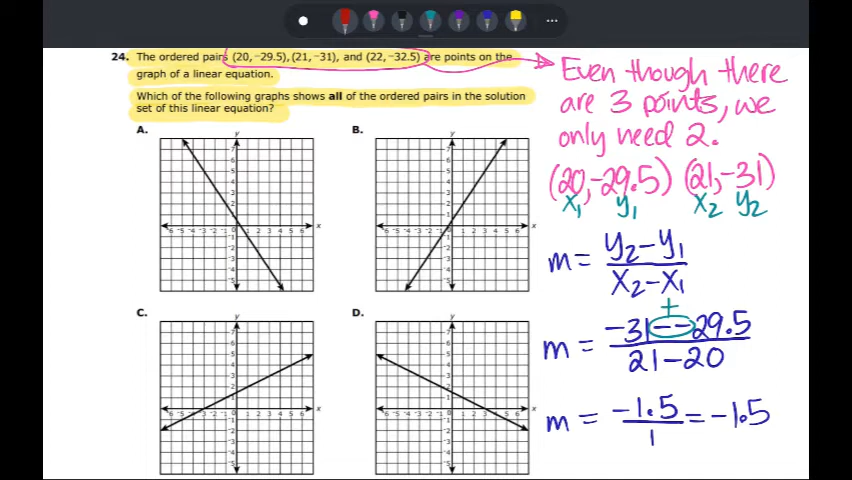 24. The ordered pairs (20, −29.5), (21, −31), and (22, −32.5) are points on the
graph of a linear equation.
Which of the following graphs shows all of the ordered pairs in the solution
set of this linear equation?
A.
B.
C.
D.
Even though there
are 3 points, we
only need 2.
(20, -29.5) (21, -31)
x₁ y₁ x₂ y₂
m = y₂-y₁ / x₂-x₁
+
m = -31--29.5 / 21-20
m = -1.5 / 1 = -1.5